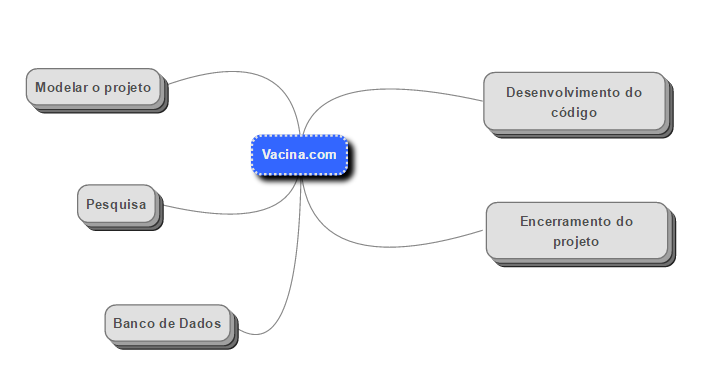 Modelar o projeto
Desenvolvimento do
código
Vacina.com
Pesquisa
Encerramento do
projeto
Banco de Dados